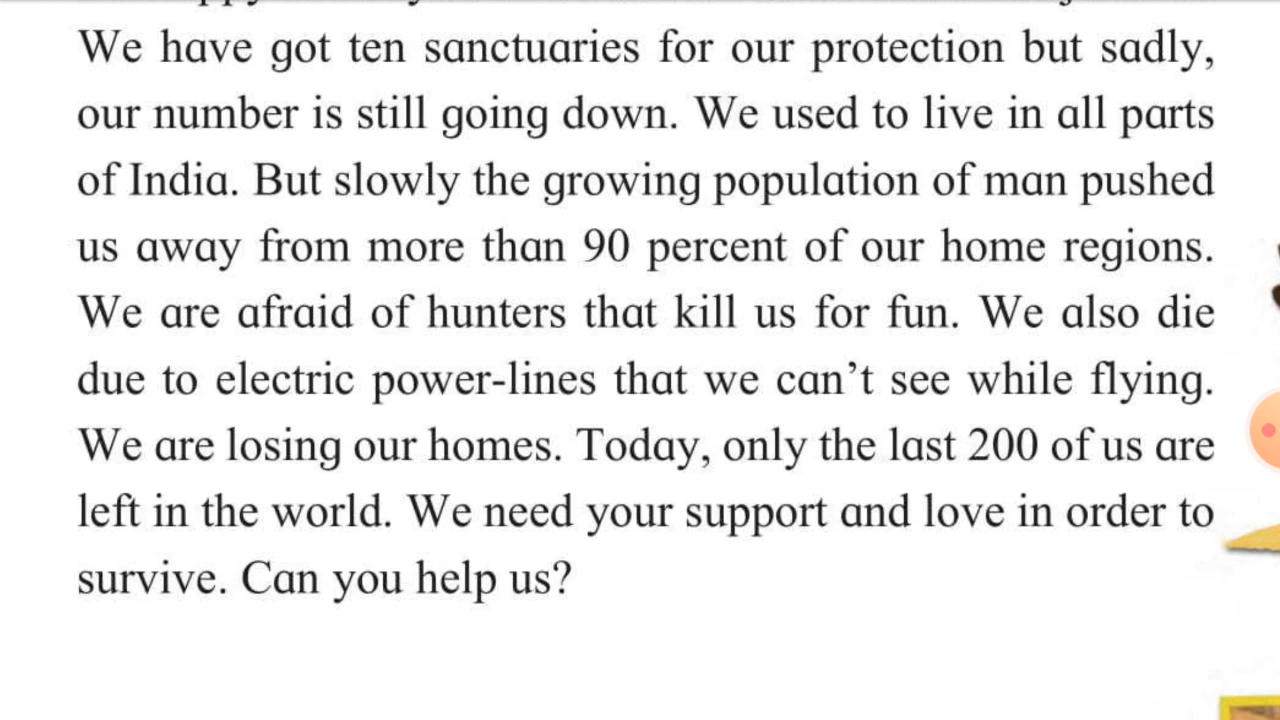 We have got ten sanctuaries for our protection but sadly,
our number is still going down. We used to live in all parts
of India. But slowly the growing population of man pushed
us away from more than 90 percent of our home regions.
We are afraid of hunters that kill us for fun. We also die
due to electric power-lines that we can’t see while flying.
We are losing our homes. Today, only the last 200 of us are
left in the world. We need your support and love in order to
survive. Can you help us?